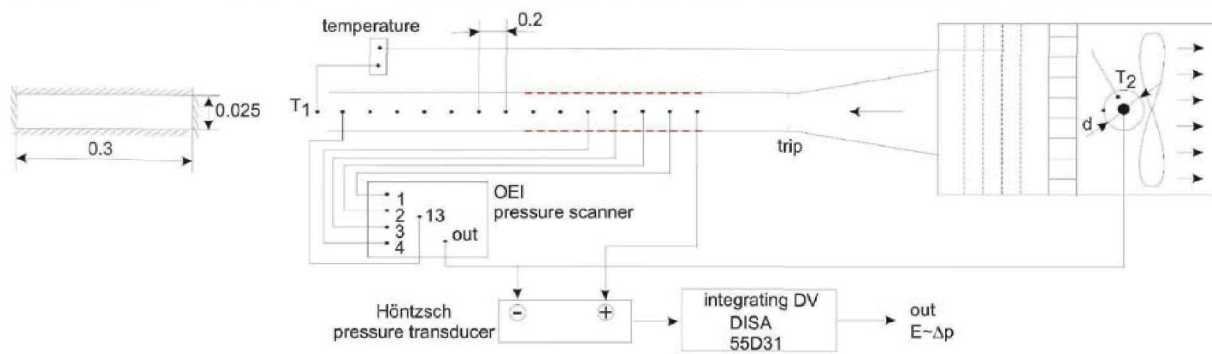 temperature
0.2
T1
T2
0.025
d
0.3
trip
1
2
3
4
13
out
OEI
pressure scanner
Höntzsch
pressure transducer
-
+
integrating DV
DISA
55D31
out
E~Δp